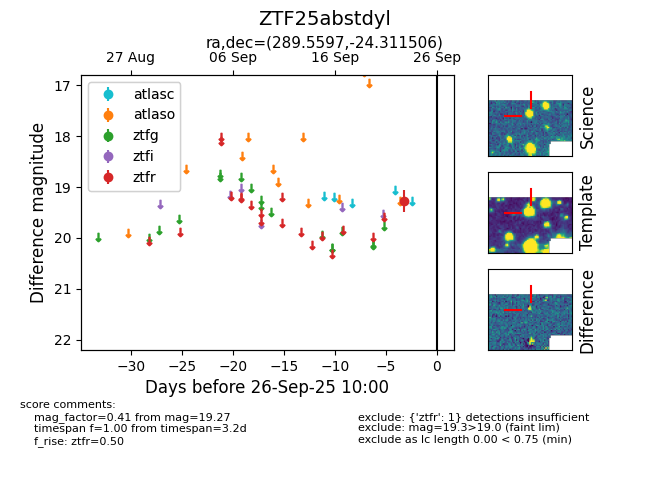 ZTF25abstdyl
ra,dec=(289.5597,-24.311506)
27 Aug 06 Sep 16 Sep 26 Sep
atlasc
atlaso
ztfg
ztfi
ztfr
17
18
19
20
21
22
Difference magnitude
−30 −25 −20 −15 −10 −5 0
Days before 26-Sep-25 10:00
Science
Template
Difference
score comments:
mag_factor=0.41 from mag=19.27
timespan f=1.00 from timespan=3.2d
f_rise: ztfr=0.50
exclude: {'ztfr': 1} detections insufficient
exclude: mag=19.3>19.0 (faint lim)
exclude as lc length 0.00 < 0.75 (min)